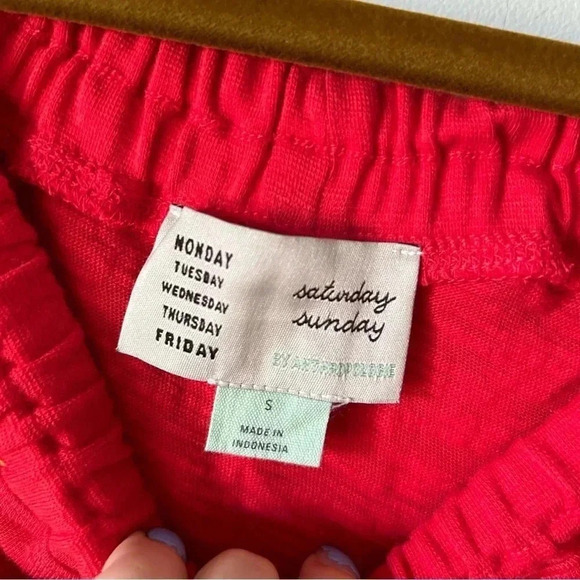 MONDAY
TUESDAY
WEDNESDAY
THURSDAY
FRIDAY
saturday
sunday
BY ANTHROPOLOGIE
S
MADE IN
INDONESIA